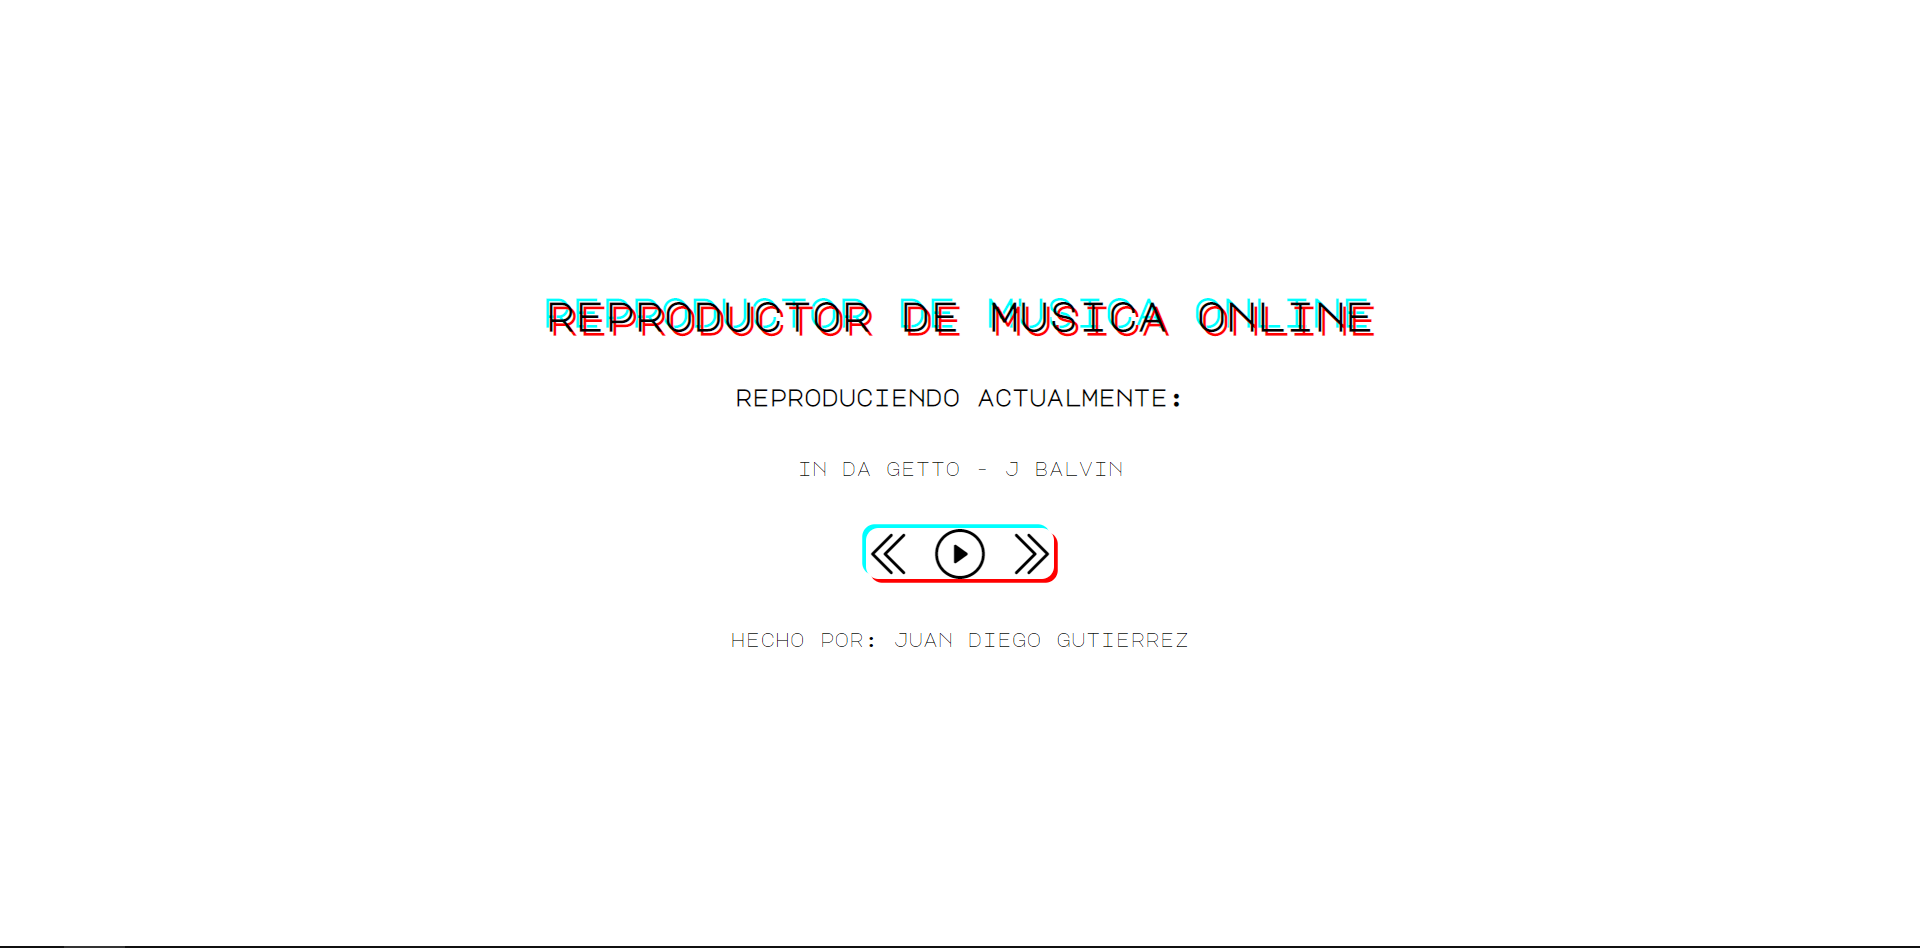 REPRODUCTOR DE MUSICA ONLINE
REPRODUCIENDO ACTUALMENTE:
IN DA GETTO - J BALVIN
HECHO POR: JUAN DIEGO GUTIERREZ